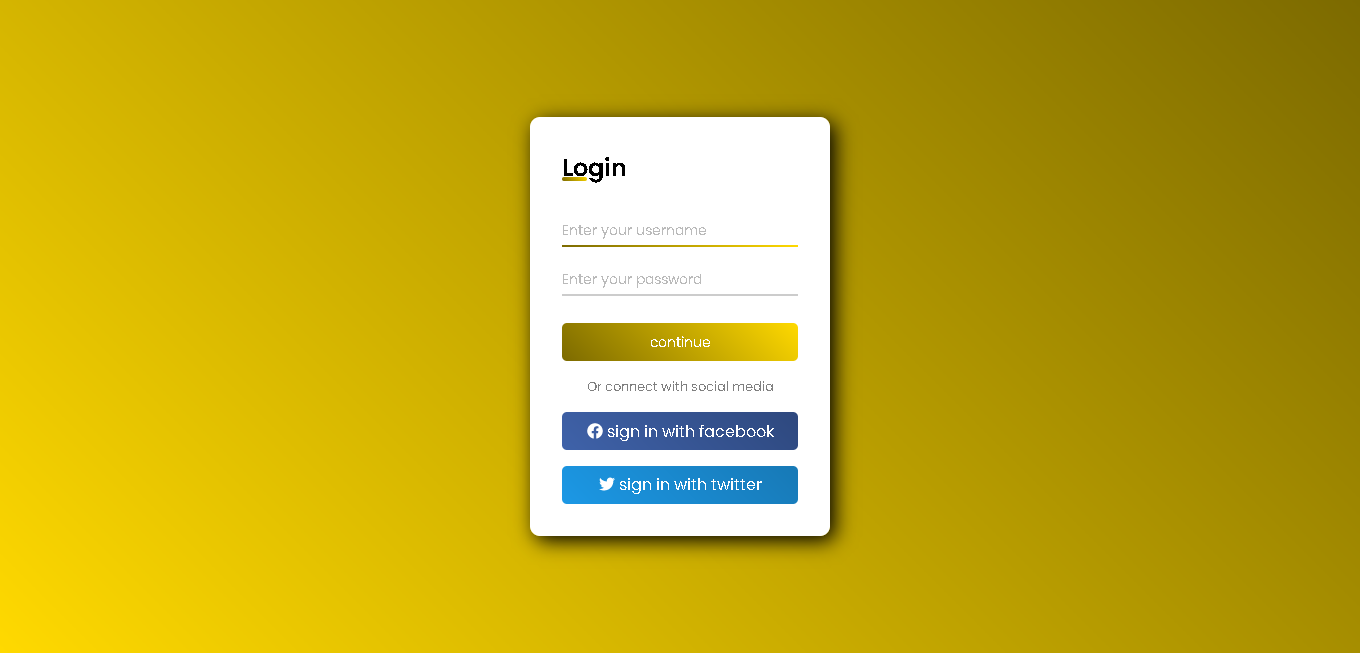 Login
Enter your username
Enter your password
continue
Or connect with social media
sign in with facebook
sign in with twitter